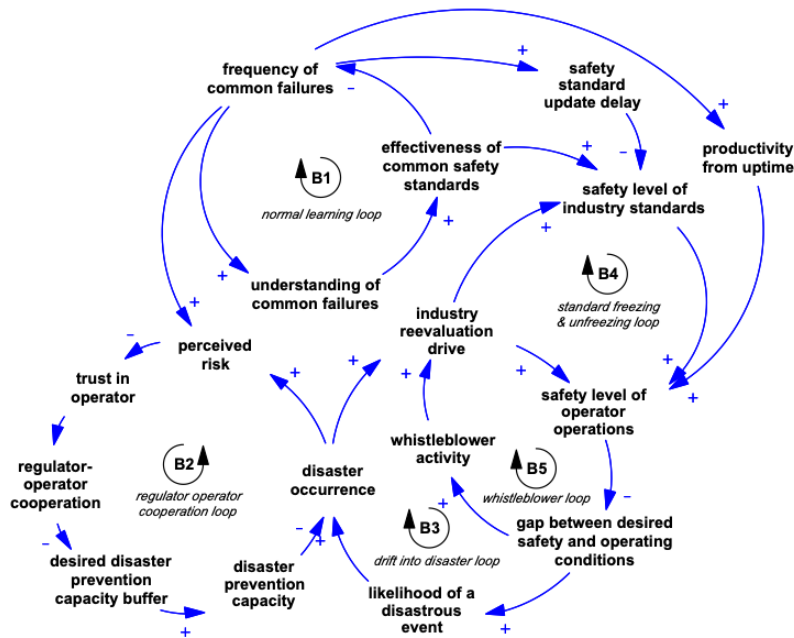 frequency of
common failures
safety
standard
update delay
productivity
from uptime
effectiveness of
common safety
standards
safety level of
industry standards
B1
normal learning loop
understanding of
common failures
B4
standard freezing
& unfreezing loop
industry
reevaluation
drive
perceived
risk
trust in
operator
safety level of
operator
operations
whistleblower
activity
regulator-
operator
cooperation
B2
regulator operator
cooperation loop
disaster
occurrence
B5
whistleblower loop
B3
drift into disaster loop
gap between desired
safety and operating
conditions
desired disaster
prevention
capacity buffer
disaster
prevention
capacity
likelihood of a
disastrous
event
+
+
-
+
-
+
+
+
+
+
-
+
+
+
+
+
+
+
-
+
-
+
-
+
+